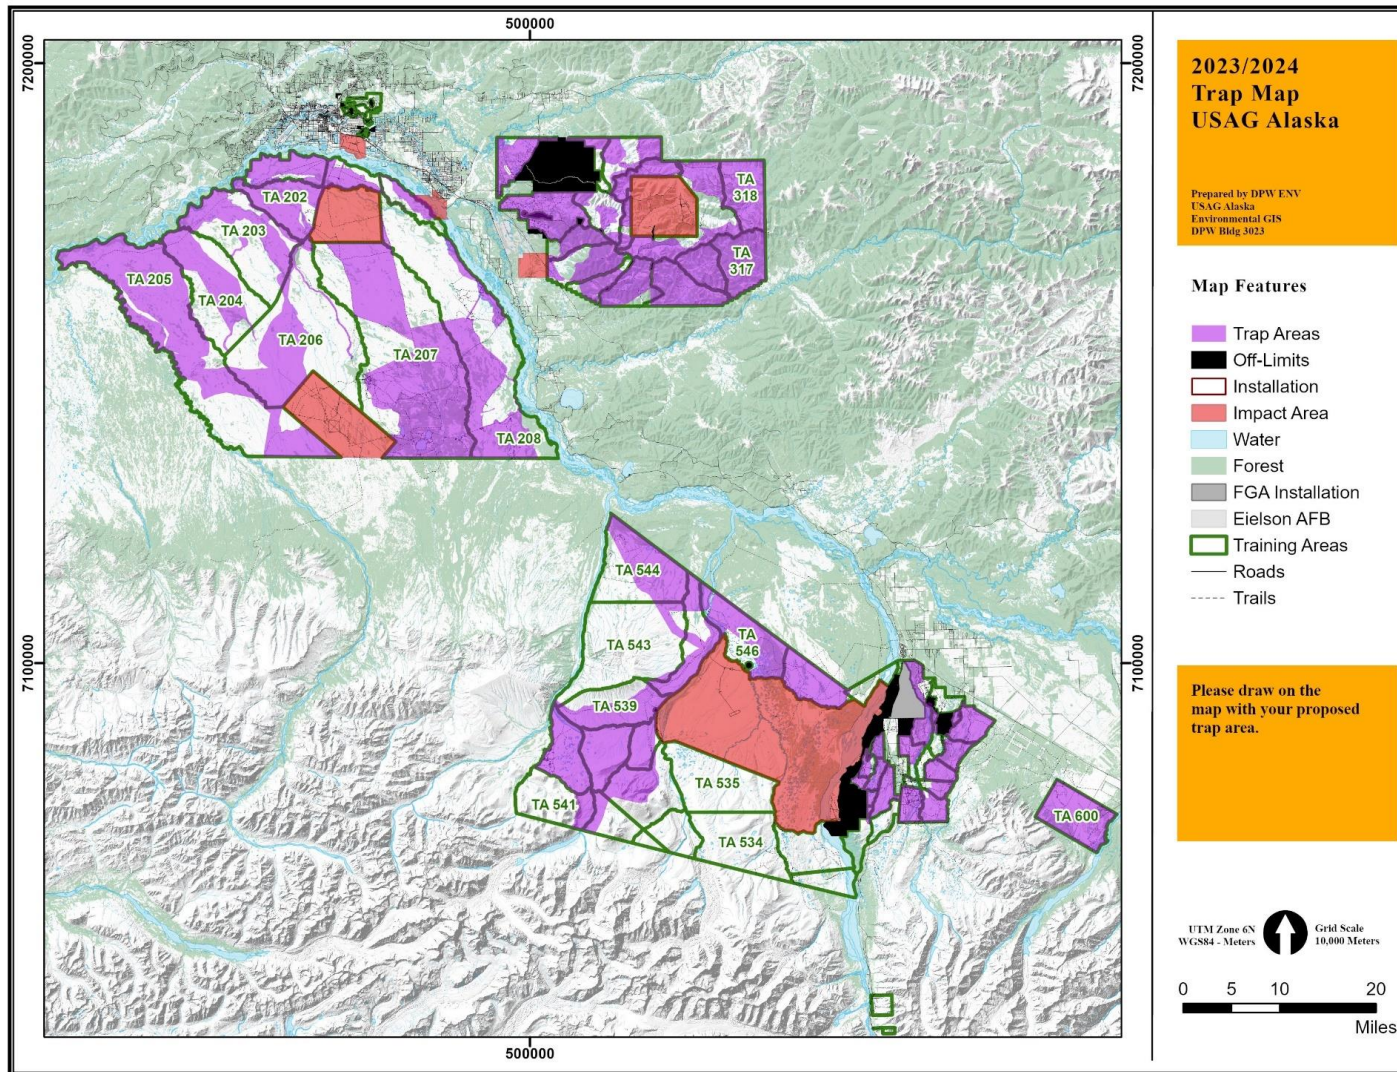 500000
7200000
7200000
7100000
7100000
500000
TA 202
TA 203
TA 205
TA 204
TA 206
TA 207
TA 208
TA
318
TA
317
TA 544
TA 543
TA
546
TA 539
TA 535
TA 541
TA 534
TA 600
2023/2024
Trap Map
USAG Alaska
Prepared by DPW ENV
USAG Alaska
Environmental GIS
DPW Bldg 3023
Map Features
Trap Areas
Off-Limits
Installation
Impact Area
Water
Forest
FGA Installation
Eielson AFB
Training Areas
Roads
Trails
Please draw on the
map with your proposed
trap area.
UTM Zone 6N
WGS84 - Meters
Grid Scale
10,000 Meters
0 5 10 20
Miles